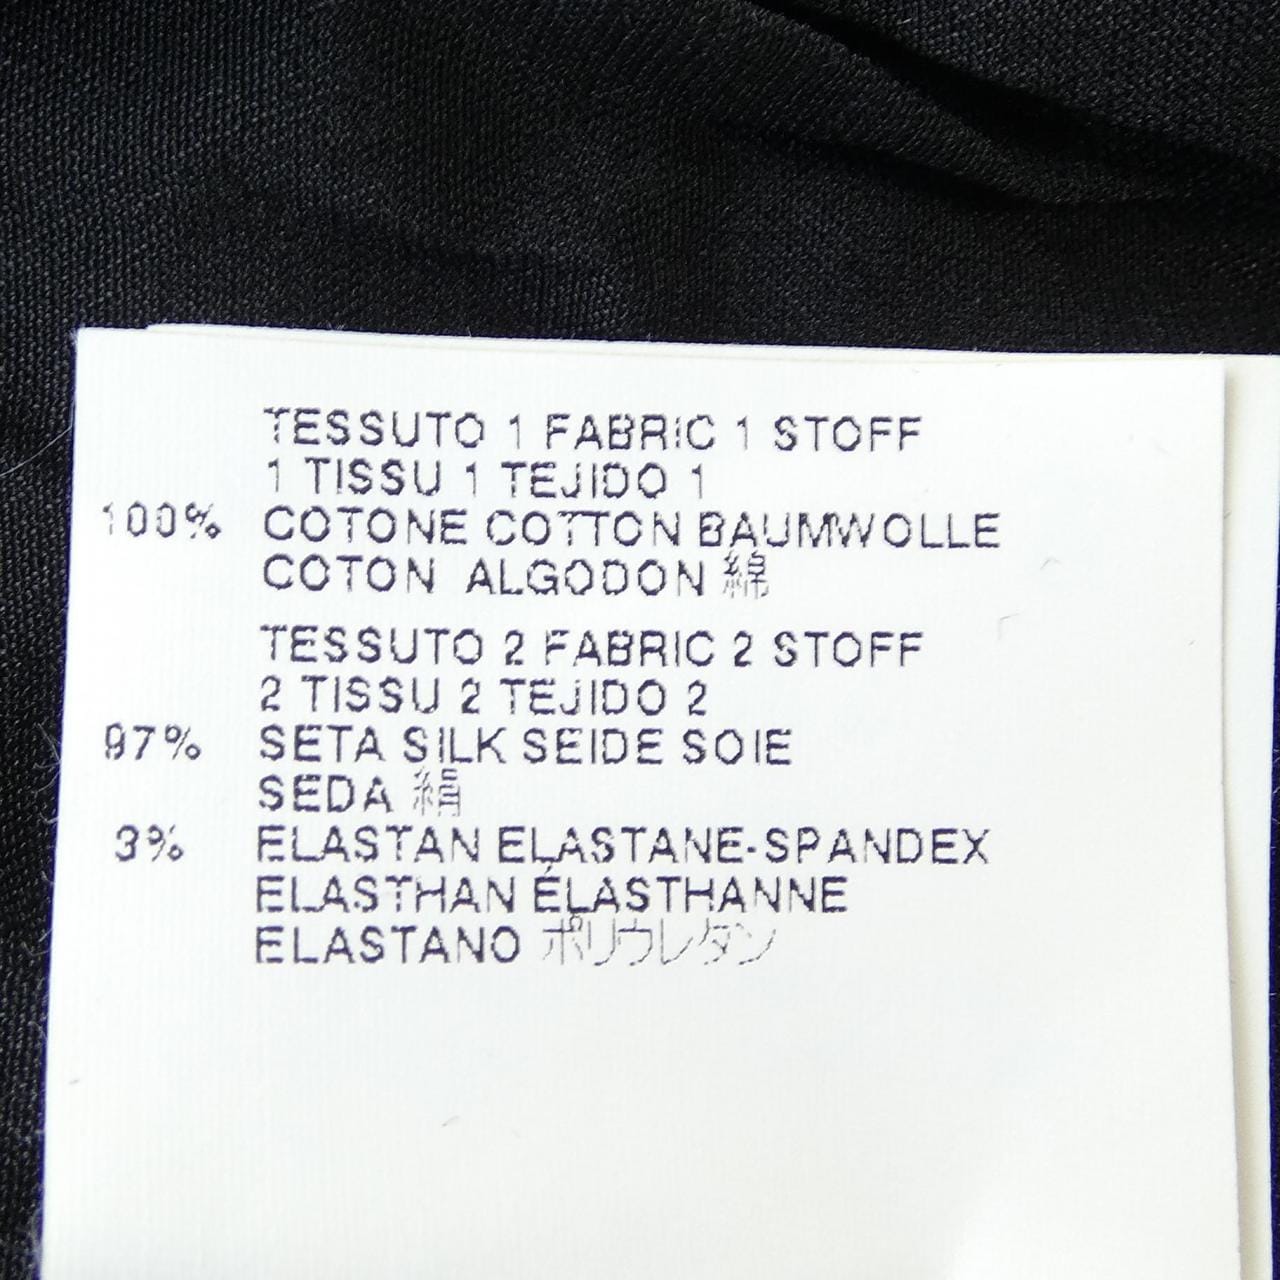 TESSUTO 1 FABRIC 1 STOFF
1 TISSU 1 TEJIDO 1
100% COTONE COTTON BAUMWOLLE
COTON ALGODON 綿
TESSUTO 2 FABRIC 2 STOFF
2 TISSU 2 TEJIDO 2
97% SETA SILK SEIDE SOIE
SEDA 絹
3% ELASTAN ELASTANE-SPANDEX
ELASTHAN ÉLASTHANNE
ELASTANO ポリウレタン